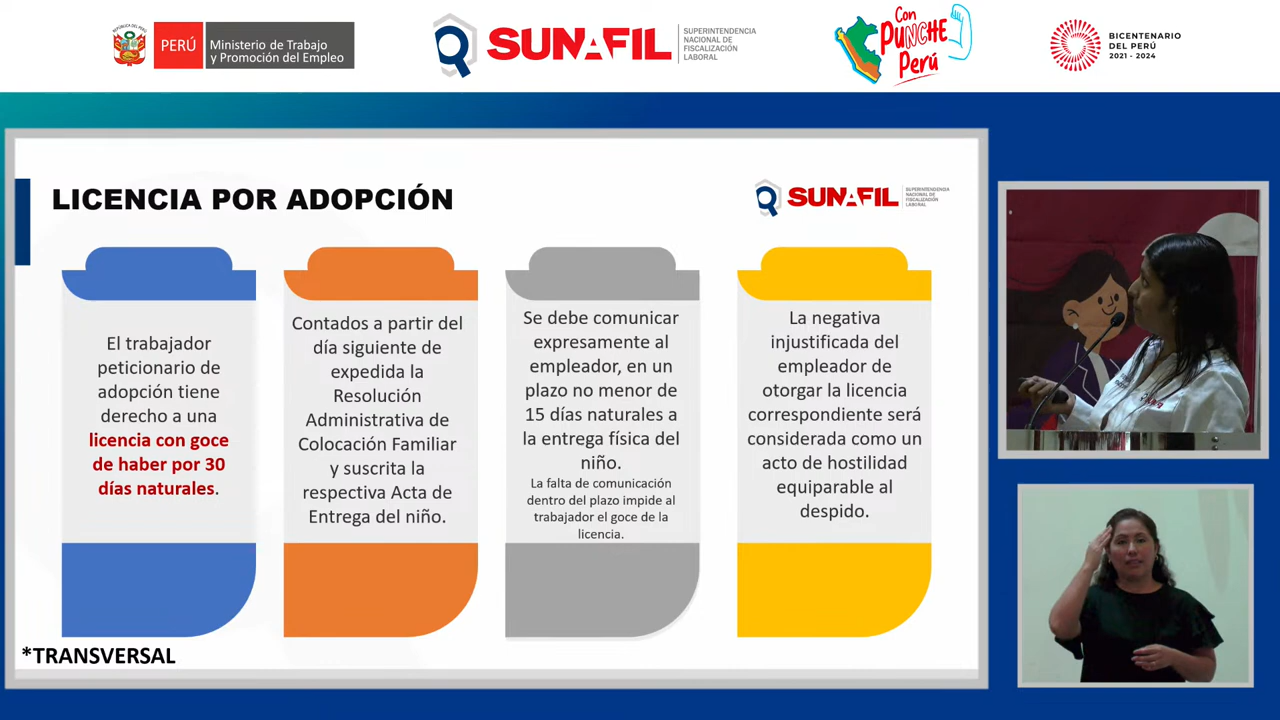 PERÚ
Ministerio de Trabajo
y Promoción del Empleo
SUNAFIL
SUPERINTENDENCIA
NACIONAL DE
FISCALIZACIÓN
LABORAL
Con
PUNCHE
Perú
BICENTENARIO
DEL PERÚ
2021 - 2024
LICENCIA POR ADOPCIÓN
SUNAFIL
SUPERINTENDENCIA
NACIONAL DE
FISCALIZACIÓN
LABORAL
El trabajador
peticionario de
adopción tiene
derecho a una
licencia con goce
de haber por 30
días naturales.
Contados a partir del
día siguiente de
expedida la
Resolución
Administrativa de
Colocación Familiar
y suscrita la
respectiva Acta de
Entrega del niño.
Se debe comunicar
expresamente al
empleador, en un
plazo no menor de
15 días naturales a
la entrega física del
niño.
La falta de comunicación
dentro del plazo impide al
trabajador el goce de la
licencia.
La negativa
injustificada del
empleador de
otorgar la licencia
correspondiente será
considerada como un
acto de hostilidad
equiparable al
despido.
*TRANSVERSAL